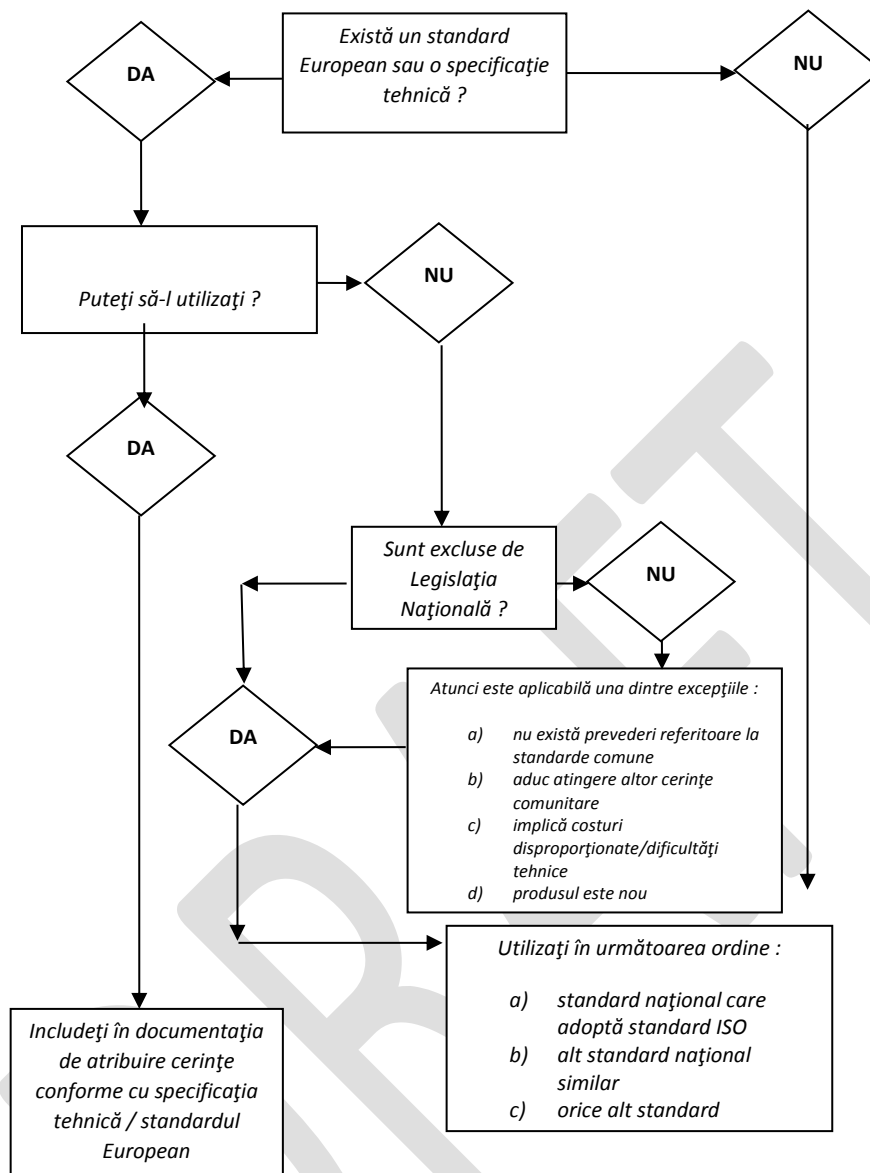 DA
Există un standard
European sau o specificaţie
tehnică ?
NU
Puteţi să-l utilizaţi ?
NU
DA
Sunt excluse de
Legislaţia
Naţională ?
NU
Atunci este aplicabilă una dintre excepţiile :
a) nu există prevederi referitoare la
standarde comune
b) aduc atingere altor cerinţe
comunitare
c) implică costuri
disproporţionate/dificultăţi
tehnice
d) produsul este nou
DA
Utilizaţi în următoarea ordine :
a) standard naţional care
adoptă standard ISO
b) alt standard naţional
similar
c) orice alt standard
Includeţi în documentaţia
de atribuire cerinţe
conforme cu specificaţia
tehnică / standardul
European
DRAFT